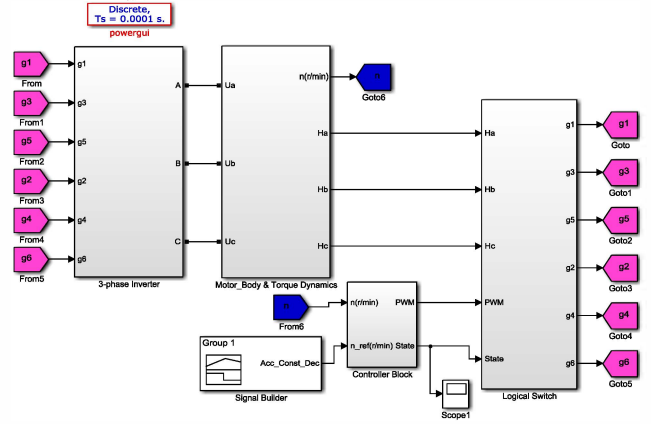 Discrete,
Ts = 0.0001 s.
powergui
g1
From
g3
From1
g5
From2
g2
From3
g4
From4
g6
From5
g1
g3
g5
g2
g4
g6
A
B
C
3-phase Inverter
Ua
Ub
Uc
n(r/min)
Ha
Hb
Hc
Motor_Body & Torque Dynamics
n
Goto6
n
From6
Group 1
Acc_Const_Dec
Signal Builder
n(r/min)
PWM
n_ref(r/min)
State
Controller Block
Scope1
Ha
Hb
Hc
PWM
State
g1
g3
g5
g2
g4
g6
Logical Switch
g1
Goto
g3
Goto1
g5
Goto2
g2
Goto3
g4
Goto4
g6
Goto5